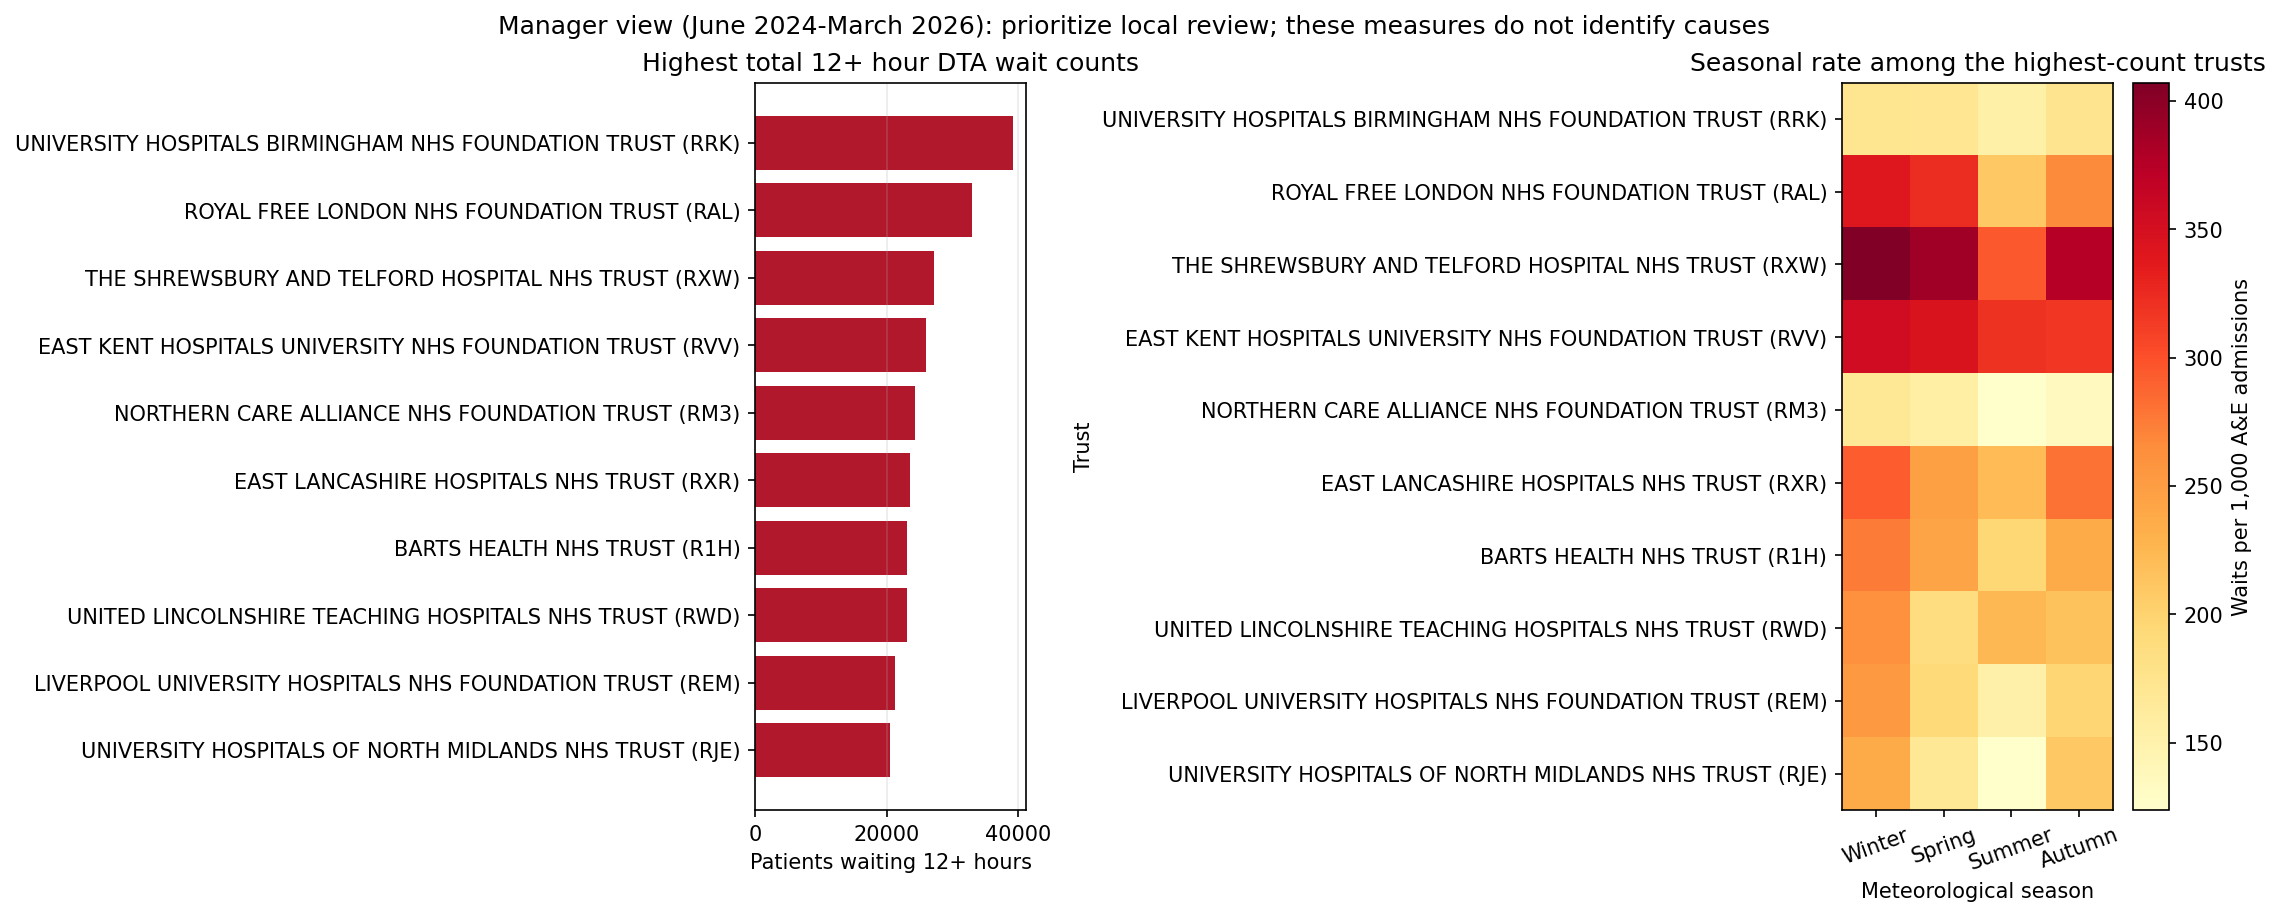 Manager view (June 2024-March 2026): prioritize local review; these measures do not identify causes
Highest total 12+ hour DTA wait counts
UNIVERSITY HOSPITALS BIRMINGHAM NHS FOUNDATION TRUST (RRK)
ROYAL FREE LONDON NHS FOUNDATION TRUST (RAL)
THE SHREWSBURY AND TELFORD HOSPITAL NHS TRUST (RXW)
EAST KENT HOSPITALS UNIVERSITY NHS FOUNDATION TRUST (RVV)
NORTHERN CARE ALLIANCE NHS FOUNDATION TRUST (RM3)
EAST LANCASHIRE HOSPITALS NHS TRUST (RXR)
BARTS HEALTH NHS TRUST (R1H)
UNITED LINCOLNSHIRE TEACHING HOSPITALS NHS TRUST (RWD)
LIVERPOOL UNIVERSITY HOSPITALS NHS FOUNDATION TRUST (REM)
UNIVERSITY HOSPITALS OF NORTH MIDLANDS NHS TRUST (RJE)
0 20000 40000
Patients waiting 12+ hours
Seasonal rate among the highest-count trusts
Trust
UNIVERSITY HOSPITALS BIRMINGHAM NHS FOUNDATION TRUST (RRK)
ROYAL FREE LONDON NHS FOUNDATION TRUST (RAL)
THE SHREWSBURY AND TELFORD HOSPITAL NHS TRUST (RXW)
EAST KENT HOSPITALS UNIVERSITY NHS FOUNDATION TRUST (RVV)
NORTHERN CARE ALLIANCE NHS FOUNDATION TRUST (RM3)
EAST LANCASHIRE HOSPITALS NHS TRUST (RXR)
BARTS HEALTH NHS TRUST (R1H)
UNITED LINCOLNSHIRE TEACHING HOSPITALS NHS TRUST (RWD)
LIVERPOOL UNIVERSITY HOSPITALS NHS FOUNDATION TRUST (REM)
UNIVERSITY HOSPITALS OF NORTH MIDLANDS NHS TRUST (RJE)
Winter Spring Summer Autumn
Meteorological season
400
350
300
250
200
150
Waits per 1,000 A&E admissions